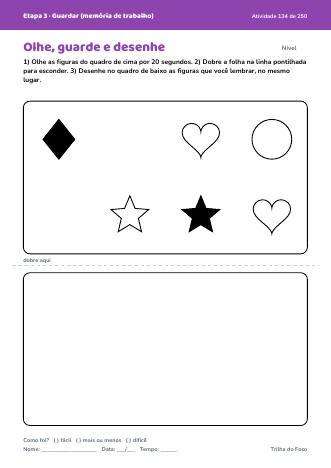 Etapa 3 · Guardar (memória de trabalho)
Atividade 134 de 250
Olhe, guarde e desenhe
Nível
1) Olhe as figuras do quadro de cima por 20 segundos. 2) Dobre a folha na linha pontilhada
para esconder. 3) Desenhe no quadro de baixo as figuras que você lembrar, no mesmo
lugar.
dobre aqui
Como foi? ( ) fácil ( ) mais ou menos ( ) difícil
Nome: ____________________ Data: ___/___ Tempo: ______
Trilha do Foco